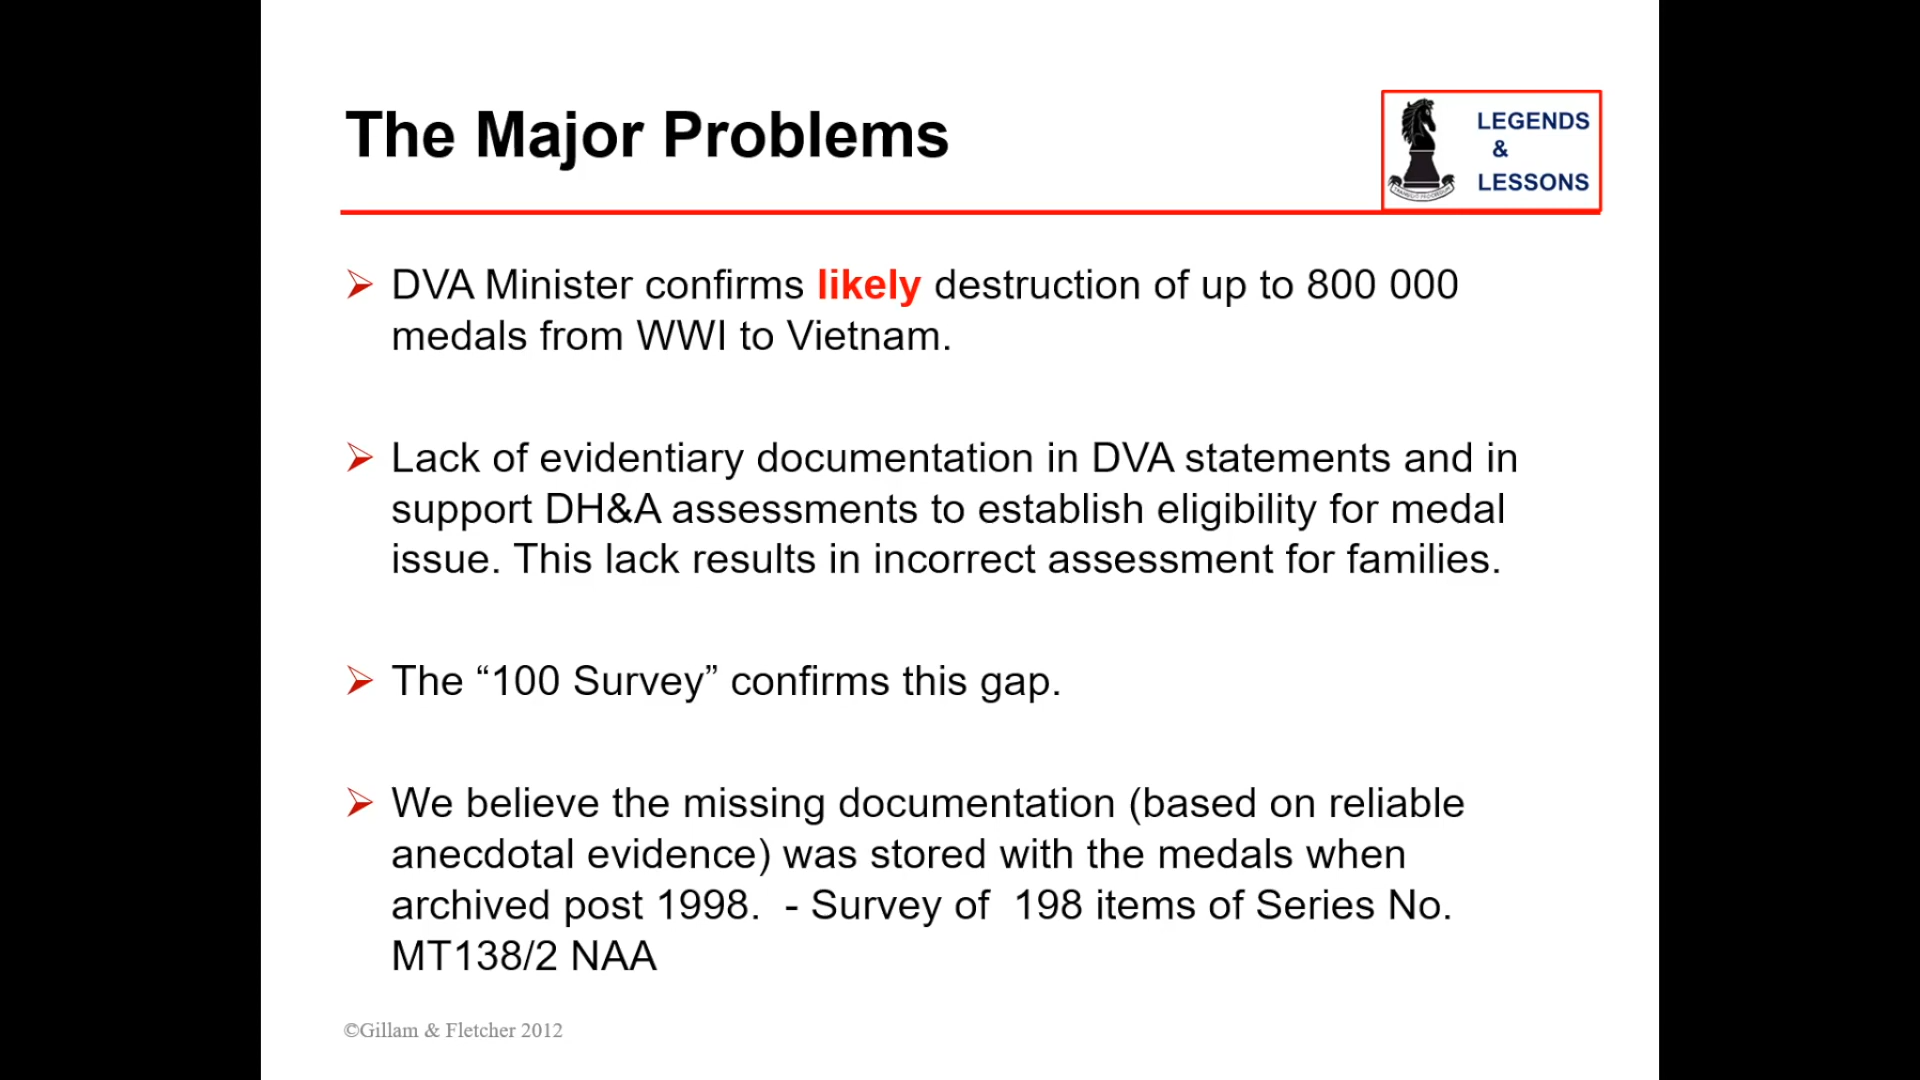 The Major Problems
LEGENDS
&
LESSONS
DVA Minister confirms likely destruction of up to 800 000
medals from WWI to Vietnam.
Lack of evidentiary documentation in DVA statements and in
support DH&A assessments to establish eligibility for medal
issue. This lack results in incorrect assessment for families.
The “100 Survey” confirms this gap.
We believe the missing documentation (based on reliable
anecdotal evidence) was stored with the medals when
archived post 1998.  - Survey of  198 items of Series No.
MT138/2 NAA
©Gillam & Fletcher 2012